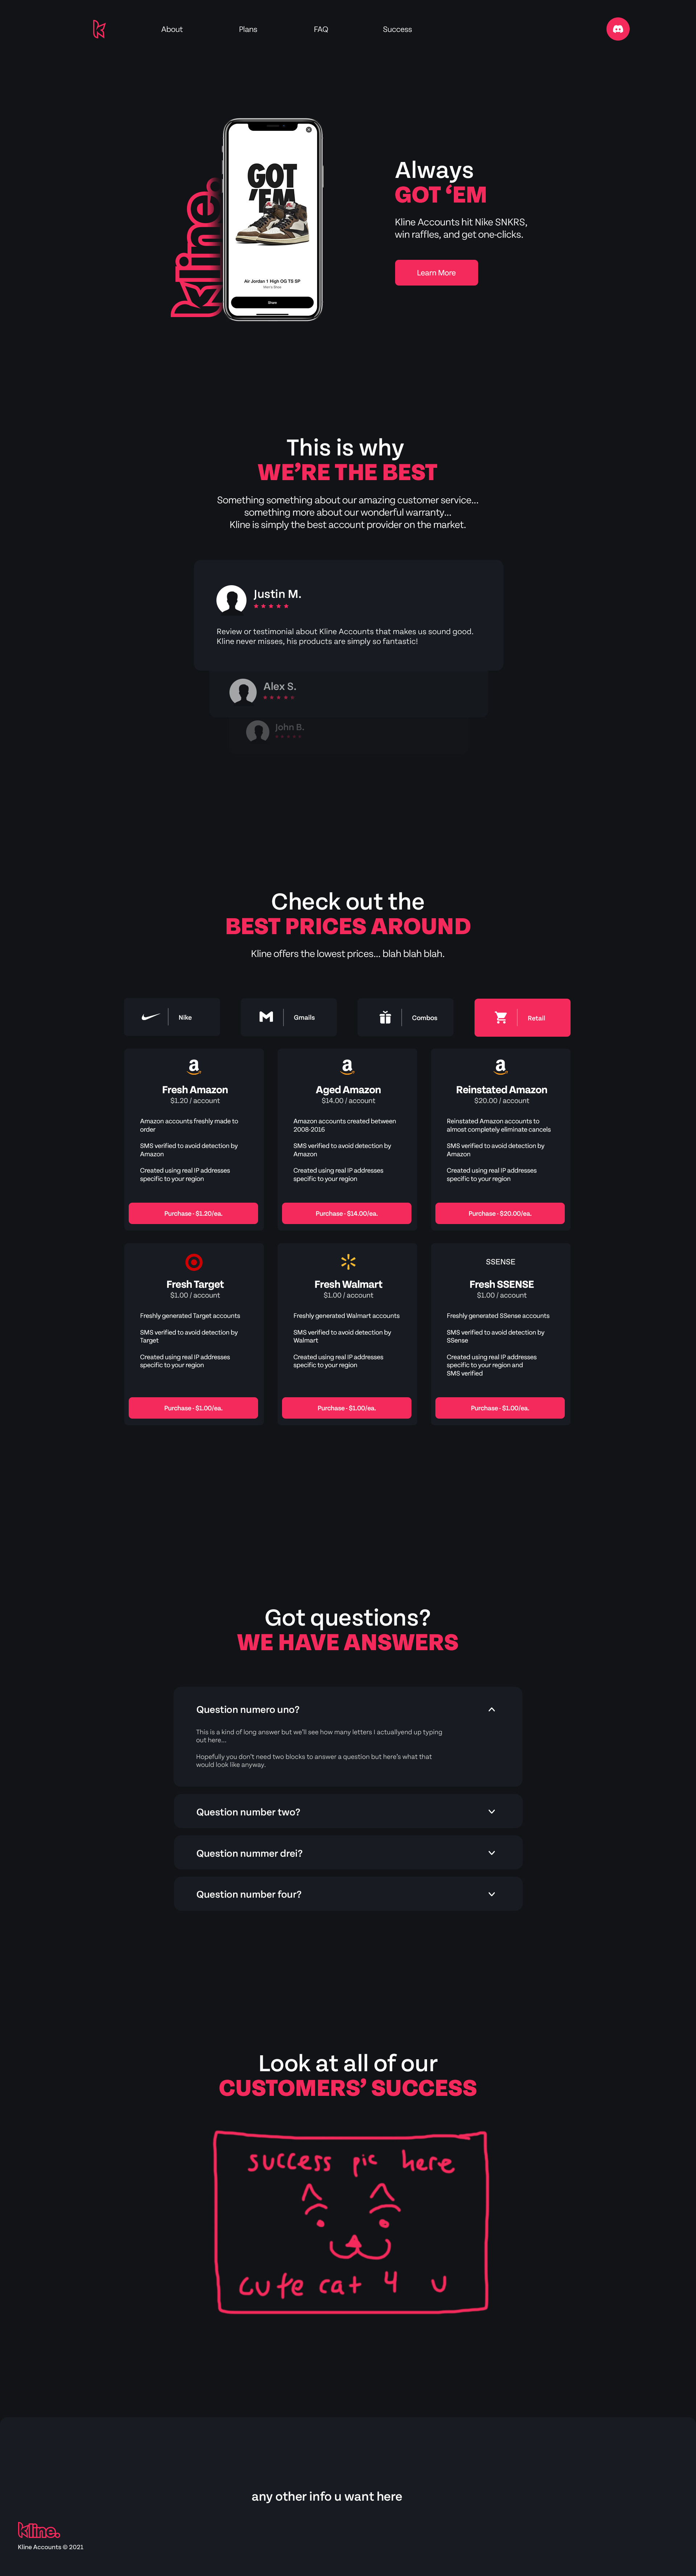 About
Plans
FAQ
Success
kline.
GOT
'EM
Air Jordan 1 High OG TS SP
Men's Shoe
Share
Always
GOT ‘EM
Kline Accounts hit Nike SNKRS,
win raffles, and get one-clicks.
Learn More
This is why
WE’RE THE BEST
Something something about our amazing customer service...
something more about our wonderful warranty...
Kline is simply the best account provider on the market.
Justin M.
Review or testimonial about Kline Accounts that makes us sound good.
Kline never misses, his products are simply so fantastic!
Alex S.
John B.
Check out the
BEST PRICES AROUND
Kline offers the lowest prices... blah blah blah.
Nike
Gmails
Combos
Retail
Fresh Amazon
$1.20 / account
Amazon accounts freshly made to
order
SMS verified to avoid detection by
Amazon
Created using real IP addresses
specific to your region
Purchase - $1.20/ea.
Aged Amazon
$14.00 / account
Amazon accounts created between
2008-2016
SMS verified to avoid detection by
Amazon
Created using real IP addresses
specific to your region
Purchase - $14.00/ea.
Reinstated Amazon
$20.00 / account
Reinstated Amazon accounts to
almost completely eliminate cancels
SMS verified to avoid detection by
Amazon
Created using real IP addresses
specific to your region
Purchase - $20.00/ea.
Fresh Target
$1.00 / account
Freshly generated Target accounts
SMS verified to avoid detection by
Target
Created using real IP addresses
specific to your region
Purchase - $1.00/ea.
Fresh Walmart
$1.00 / account
Freshly generated Walmart accounts
SMS verified to avoid detection by
Walmart
Created using real IP addresses
specific to your region
Purchase - $1.00/ea.
SSENSE
Fresh SSENSE
$1.00 / account
Freshly generated SSense accounts
SMS verified to avoid detection by
SSense
Created using real IP addresses
specific to your region and
SMS verified
Purchase - $1.00/ea.
Got questions?
WE HAVE ANSWERS
Question numero uno?
This is a kind of long answer but we’ll see how many letters I actuallyend up typing
out here...
Hopefully you don’t need two blocks to answer a question but here’s what that
would look like anyway.
Question number two?
Question nummer drei?
Question number four?
Look at all of our
CUSTOMERS’ SUCCESS
success pic here
cute cat 4 u
any other info u want here
kline.
Kline Accounts © 2021